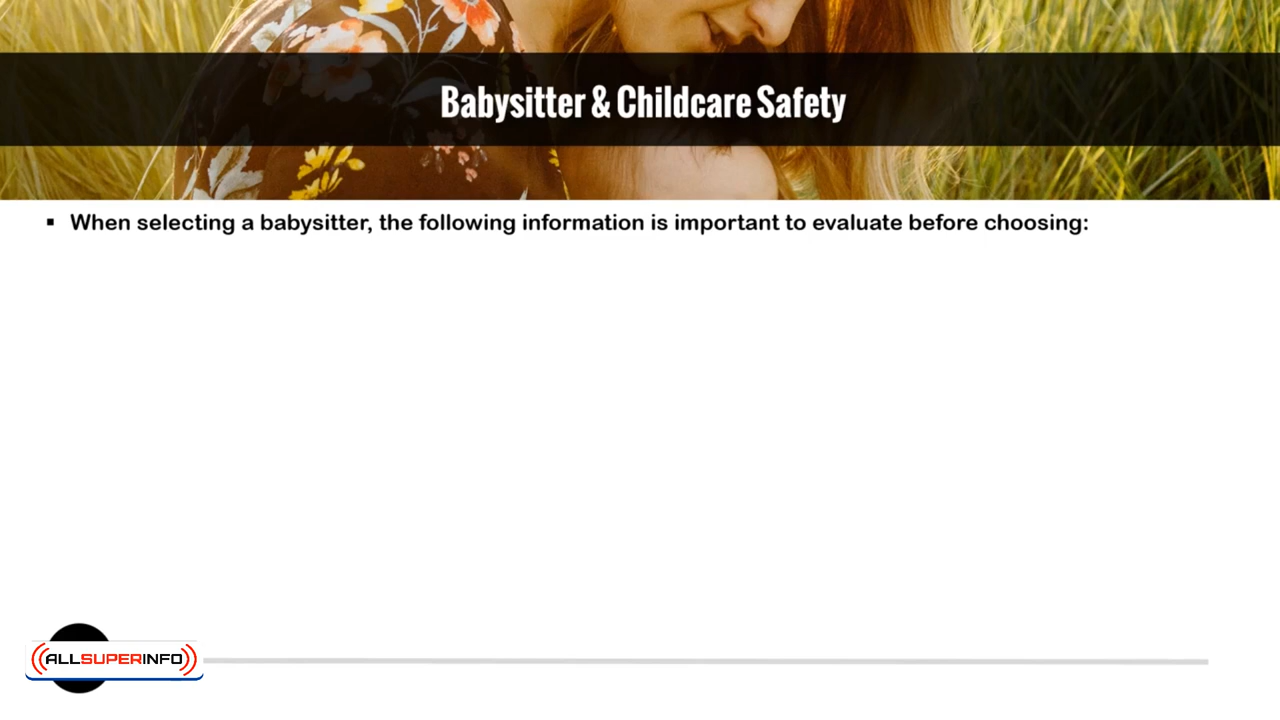 Babysitter & Childcare Safety
▪ When selecting a babysitter, the following information is important to evaluate before choosing:
ALLSUPERINFO